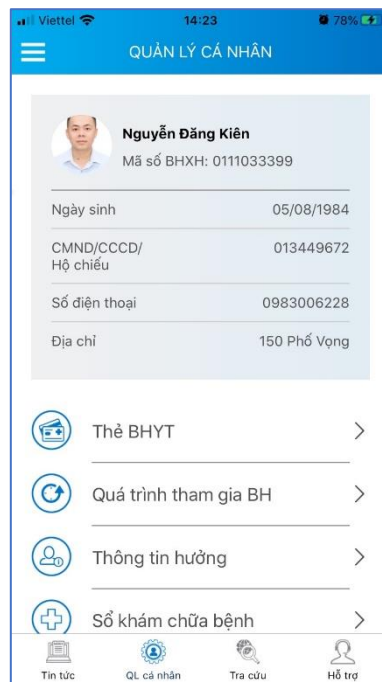 Viettel 14:23 78%
QUẢN LÝ CÁ NHÂN
Nguyễn Đăng Kiên
Mã số BHXH: 0111033399
Ngày sinh 05/08/1984
CMND/CCCD/ 013449672
Hộ chiếu
Số điện thoại 0983006228
Địa chỉ 150 Phố Vọng
Thẻ BHYT
Quá trình tham gia BH
Thông tin hưởng
Sổ khám chữa bệnh
Tin tức QL cá nhân Tra cứu Hỗ trợ